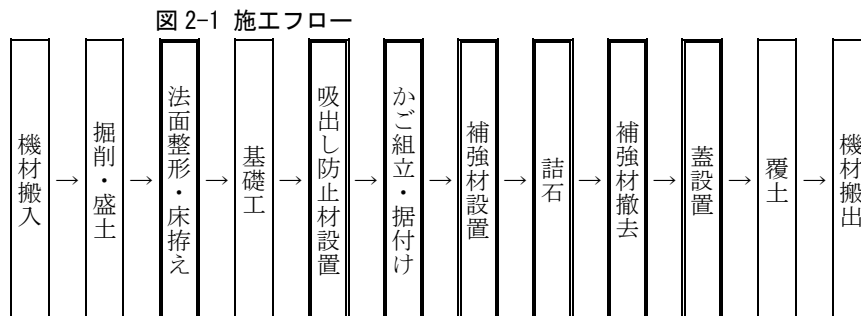 図 2-1 施工フロー
機材搬入
→
掘削・盛土
→
法面整形・床拵え
→
基礎工
→
吸出し防止材設置
→
かご組立・据付け
→
補強材設置
→
詰石
→
補強材撤去
→
蓋設置
→
覆土
→
機材搬出